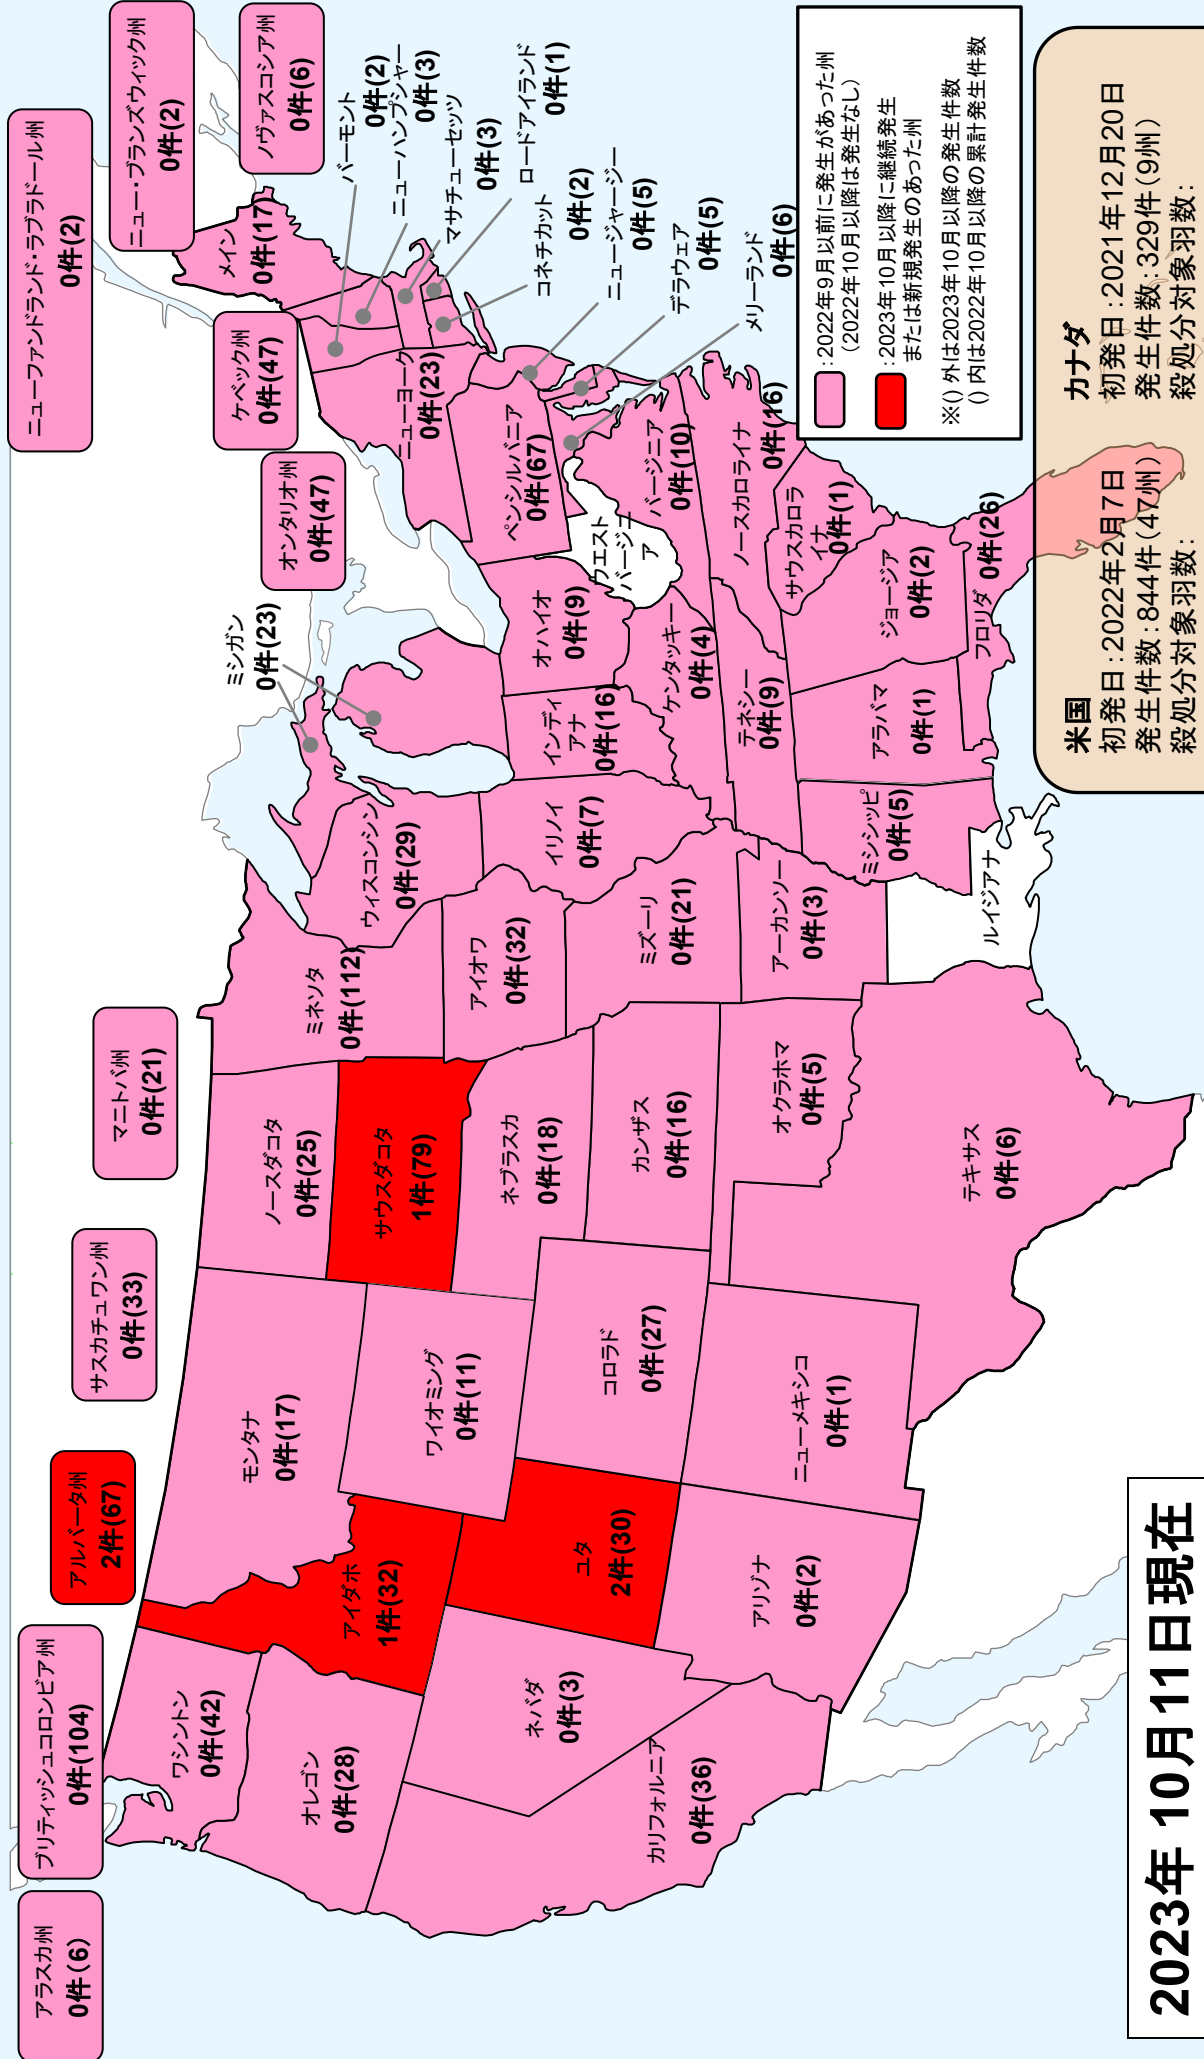 ニューファンドランド・ラブラドール州
0件(2)
ニュー・ブランズウィック州
0件(2)
ノヴァスコシア州
0件(6)
ケベック州
0件(47)
オンタリオ州
0件(47)
マニトバ州
0件(21)
サスカチュワン州
0件(33)
アルバータ州
2件(67)
ブリティッシュコロンビア州
0件(104)
アラスカ州
0件(6)
ワシントン
0件(42)
オレゴン
0件(28)
カリフォルニア
0件(36)
ネバダ
0件(3)
アイダホ
1件(32)
モンタナ
0件(17)
ワイオミング
0件(11)
ユタ
2件(30)
アリゾナ
0件(2)
コロラド
0件(27)
ニューメキシコ
0件(1)
ノースダコタ
0件(25)
サウスダコタ
1件(79)
ネブラスカ
0件(18)
カンザス
0件(16)
オクラホマ
0件(5)
テキサス
0件(6)
ミネソタ
0件(112)
アイオワ
0件(32)
ミズーリ
0件(21)
アーカンソー
0件(3)
ルイジアナ
ウィスコンシン
0件(29)
イリノイ
0件(7)
ミシガン
0件(23)
インディ
アナ
0件(16)
オハイオ
0件(9)
ケンタッキー
0件(4)
テネシー
0件(9)
ミシシッピ
0件(5)
アラバマ
0件(1)
ジョージア
0件(2)
フロリダ
0件(26)
サウスカロラ
イナ
0件(1)
ノースカロライナ
0件(16)
バージニア
0件(10)
ウエスト
バージニ
ア
ペンシルバニア
0件(67)
ニューヨーク
0件(23)
メイン
0件(17)
バーモント
0件(2)
ニューハンプシャー
0件(3)
マサチューセッツ
0件(3)
ロードアイランド
0件(1)
コネチカット
0件(2)
ニュージャージー
0件(5)
デラウェア
0件(5)
メリーランド
0件(6)
：2022年9月以前に発生があった州
（2022年10月以降は発生なし）
：2023年10月以降に継続発生
または新規発生のあった州
※()外は2023年10月以降の発生件数
()内は2022年10月以降の累計発生件数
米国
初発日：2022年2月7日
発生件数：844件（47州）
殺処分対象羽数：
カナダ
初発日：2021年12月20日
発生件数：329件（9州）
殺処分対象羽数：
2023年 10月11日現在